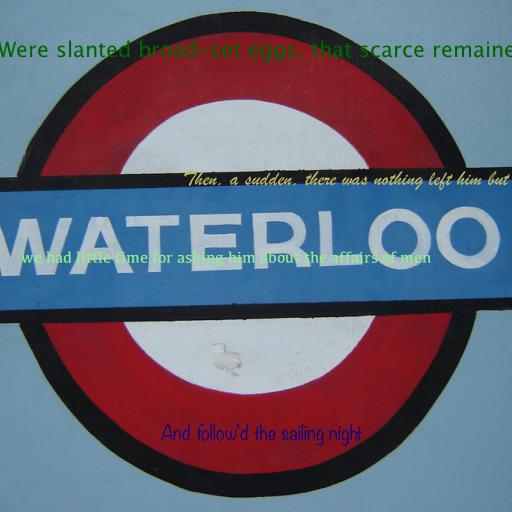 Were slanted broad-set eggs, that scarce remaine
Then, a sudden, there was nothing left him but
WATERLOO
we had little time for asking him about the affairs of men
And follow'd the sailing night